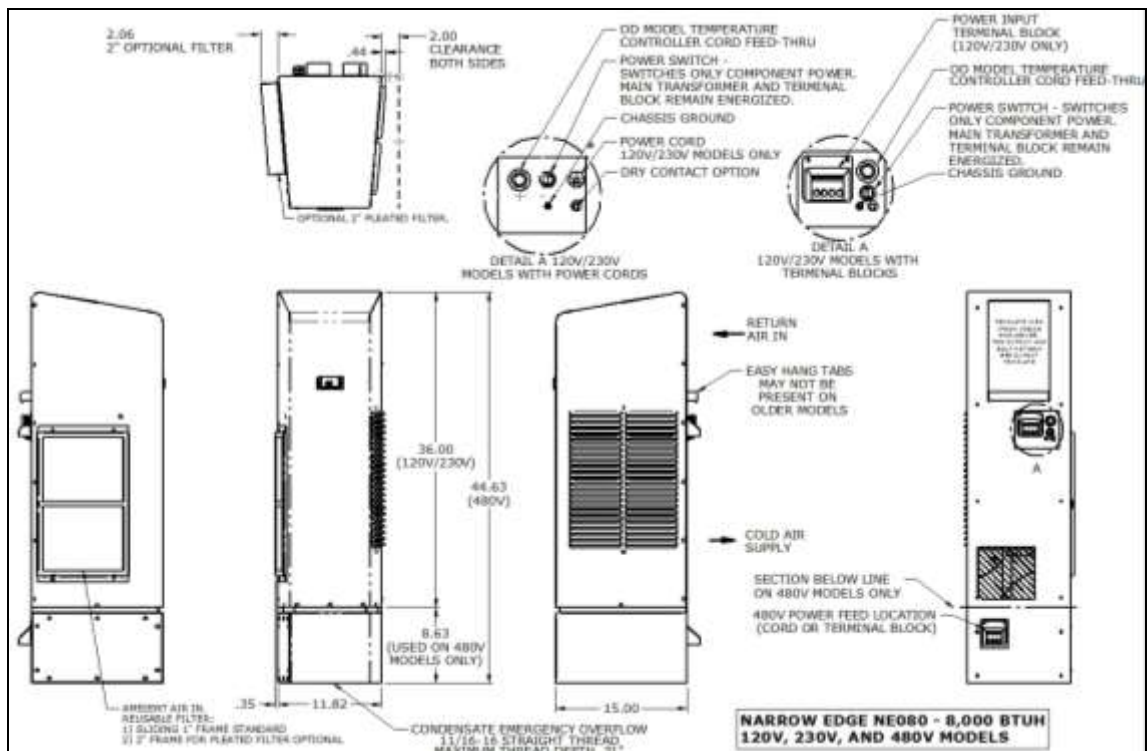 2.06
2" OPTIONAL FILTER
.44
2.00
CLEARANCE
BOTH SIDES
OPTIONAL 2" PLEATED FILTER.
DD MODEL TEMPERATURE
CONTROLLER CORD FEED-THRU
POWER SWITCH -
SWITCHES ONLY COMPONENT POWER.
MAIN TRANSFORMER AND TERMINAL
BLOCK REMAIN ENERGIZED.
CHASSIS GROUND
POWER CORD
120V/230V MODELS ONLY
DRY CONTACT OPTION
DETAIL A 120V/230V
MODELS WITH POWER CORDS
POWER INPUT
TERMINAL BLOCK
(120V/230V ONLY)
DD MODEL TEMPERATURE
CONTROLLER CORD FEED-THRU
POWER SWITCH - SWITCHES
ONLY COMPONENT POWER.
MAIN TRANSFORMER AND
TERMINAL BLOCK REMAIN
ENERGIZED.
CHASSIS GROUND
DETAIL A
120V/230V MODELS WITH
TERMINAL BLOCKS
RETURN
AIR IN
EASY HANG TABS
MAY NOT BE
PRESENT ON
OLDER MODELS
36.00
(120V/230V)
44.63
(480V)
A
COLD AIR
SUPPLY
SECTION BELOW LINE
ON 480V MODELS ONLY
480V POWER FEED LOCATION
(CORD OR TERMINAL BLOCK)
8.63
(USED ON 480V
MODELS ONLY)
.35
11.82
15.00
AMBIENT AIR IN.
REUSABLE FILTER:
1) SLIDING 1" FRAME STANDARD
2) 2" FRAME FOR PLEATED FILTER OPTIONAL
CONDENSATE EMERGENCY OVERFLOW
11/16-16 STRAIGHT THREAD
MAXIMUM THREAD DEPTH
NARROW EDGE NE080 - 8,000 BTUH
120V, 230V, AND 480V MODELS